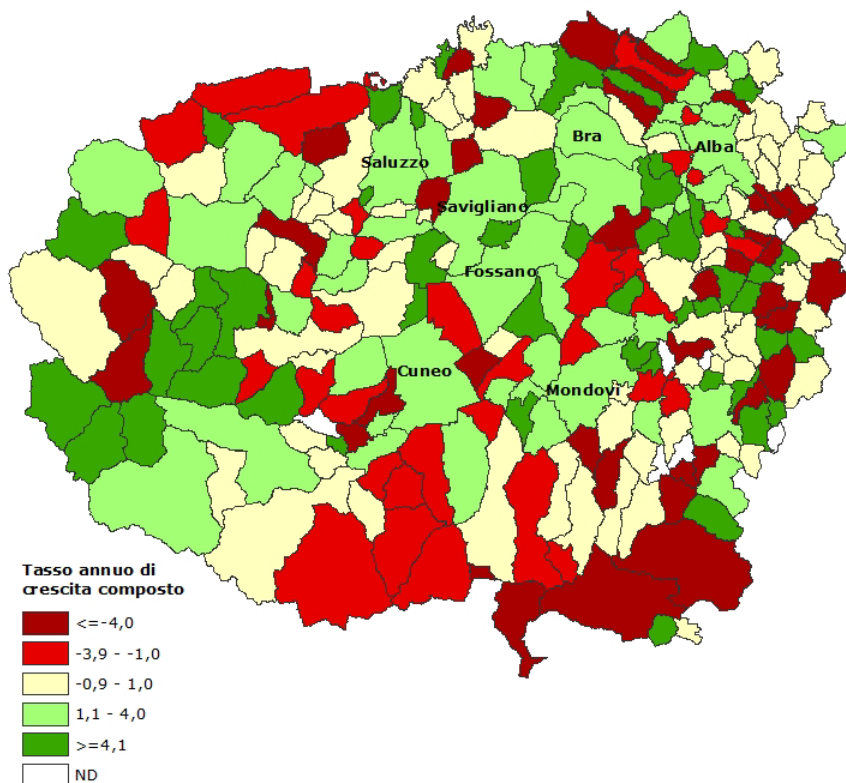 Bra
Alba
Saluzzo
Savigliano
Fossano
Cuneo
Mondovì
Tasso annuo di
crescita composto
<=-4,0
-3,9 - -1,0
-0,9 - 1,0
1,1 - 4,0
>=4,1
ND